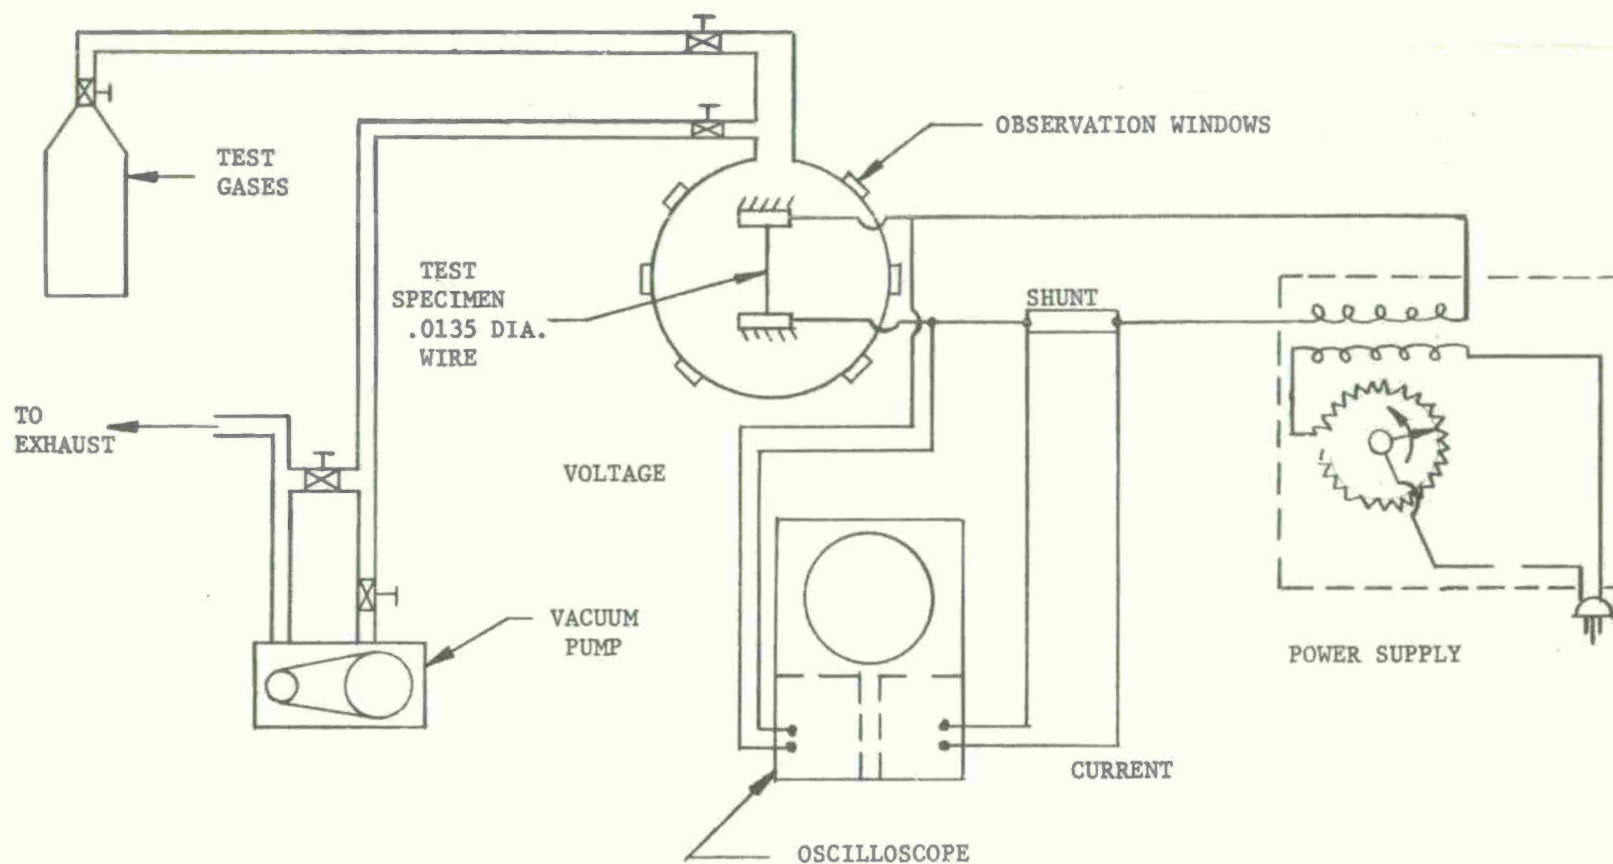 OBSERVATION WINDOWS
TEST
GASES
TEST
SPECIMEN
.0135 DIA.
WIRE
SHUNT
TO
EXHAUST
VOLTAGE
VACUUM
PUMP
POWER SUPPLY
CURRENT
OSCILLOSCOPE